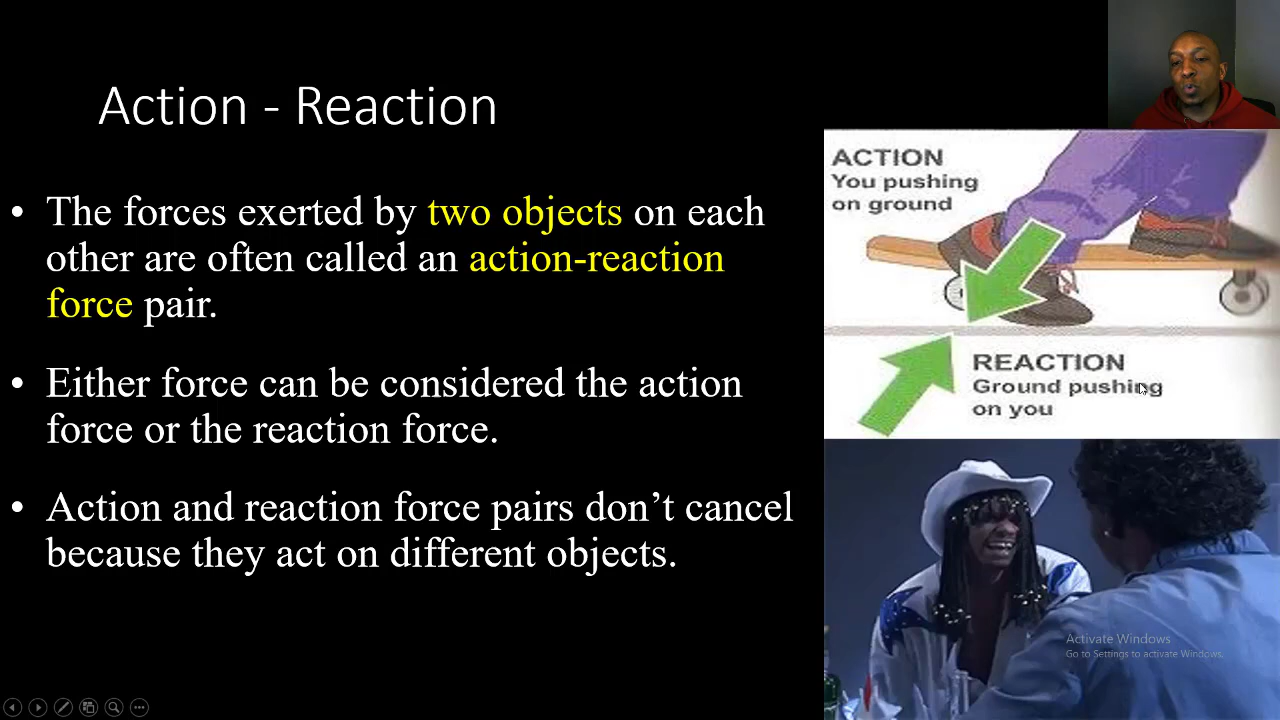 Action - Reaction
• The forces exerted by two objects on each
other are often called an action-reaction
force pair.
• Either force can be considered the action
force or the reaction force.
• Action and reaction force pairs don’t cancel
because they act on different objects.
ACTION
You pushing
on ground
REACTION
Ground pushing
on you
Activate Windows
Go to Settings to activate Windows.